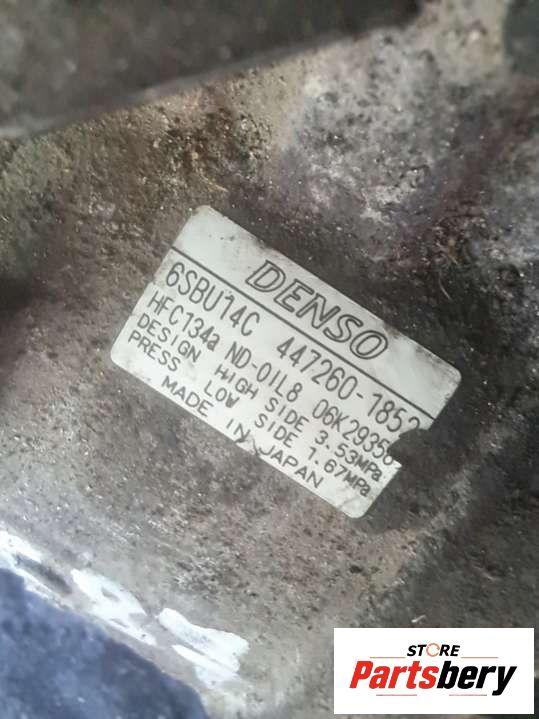 DENSO
6SBU14C 447260-1852
HFC134a ND-OIL8 06K29356
DESIGN HIGH SIDE 3.53MPa
PRESS LOW SIDE 1.67MPa
MADE IN JAPAN
STORE
Partsbery